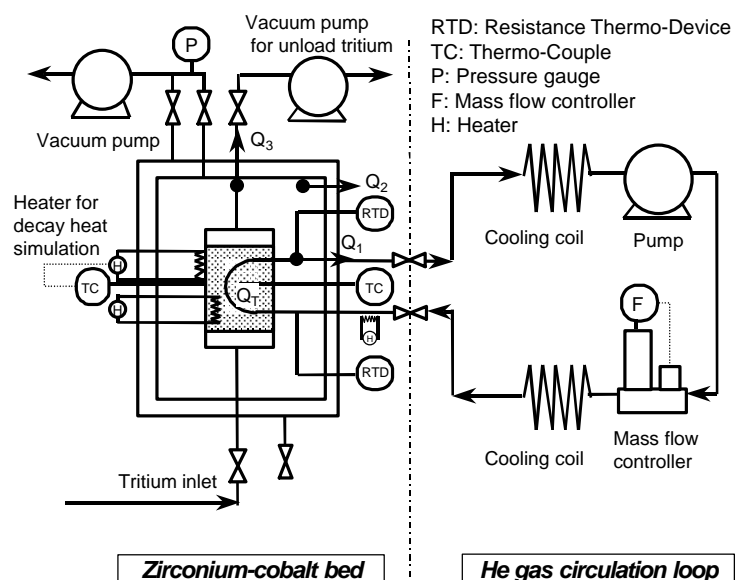 Vacuum pump
for unload tritium
RTD: Resistance Thermo-Device
TC: Thermo-Couple
P: Pressure gauge
F: Mass flow controller
H: Heater
P
Vacuum pump
Q3
Q2
Heater for
decay heat
simulation
RTD
Q1
H
TC
QT
TC
H
H
RTD
Cooling coil
Pump
F
Cooling coil
Mass flow
controller
Tritium inlet
Zirconium-cobalt bed
He gas circulation loop